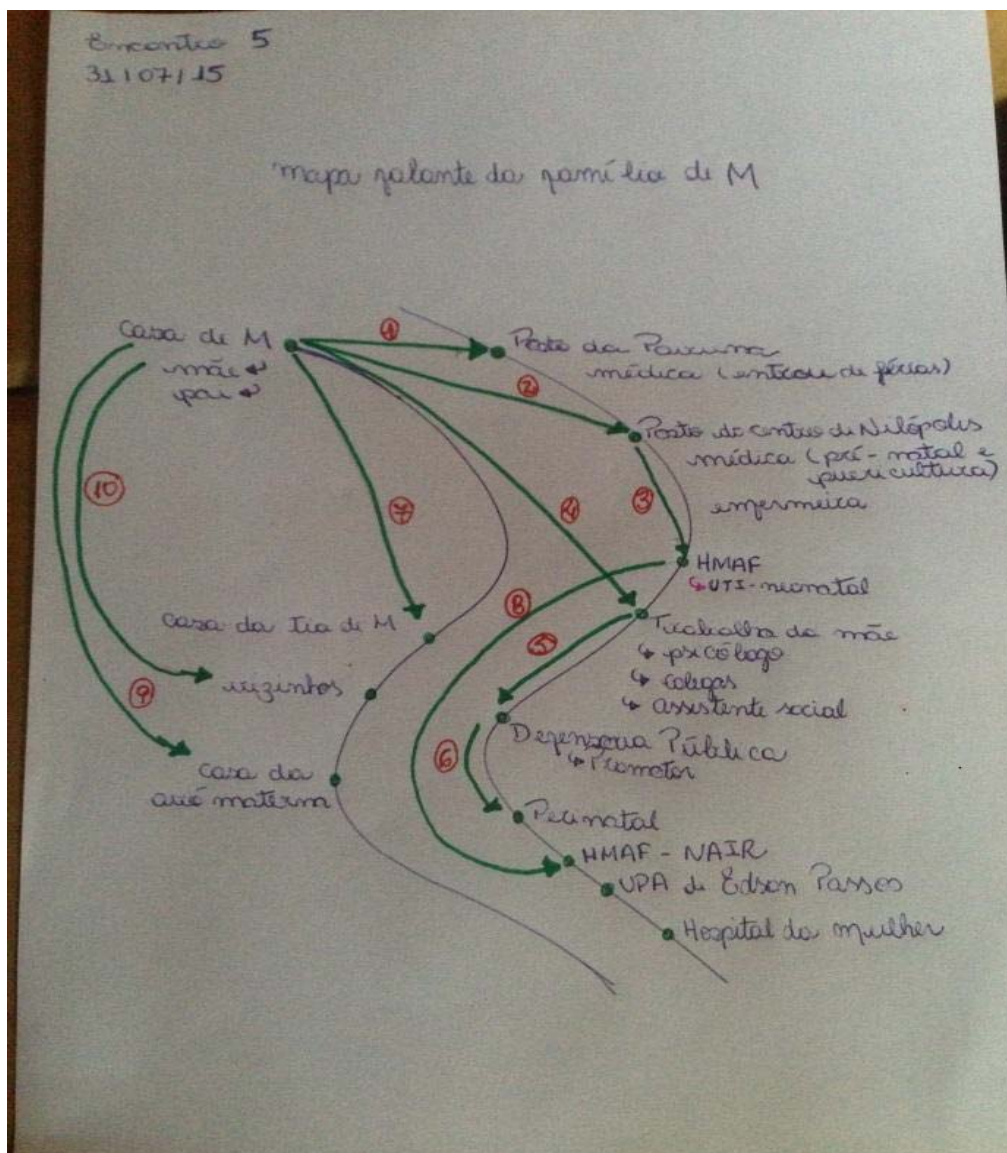 Encontro 5
31/07/15
mapa falante da família de M
Casa de M
mãe ↵
pai ↵
1
Posto da Pavuna
médica (entrou de férias)
2
Posto do Centro de Nilópolis
médica (pré-natal e
puericultura)
enfermeira
3
10
7
4
HMAF
↳ UTI-neonatal
8
Casa da tia de M
Trabalho da mãe
↳ psicólogo
↳ colegas
↳ assistente social
5
vizinhos
9
Defensoria Pública
↳ Promotor
6
Casa da
avó materna
Perinatal
HMAF - NAIR
UPA de Edson Passos
Hospital da mulher